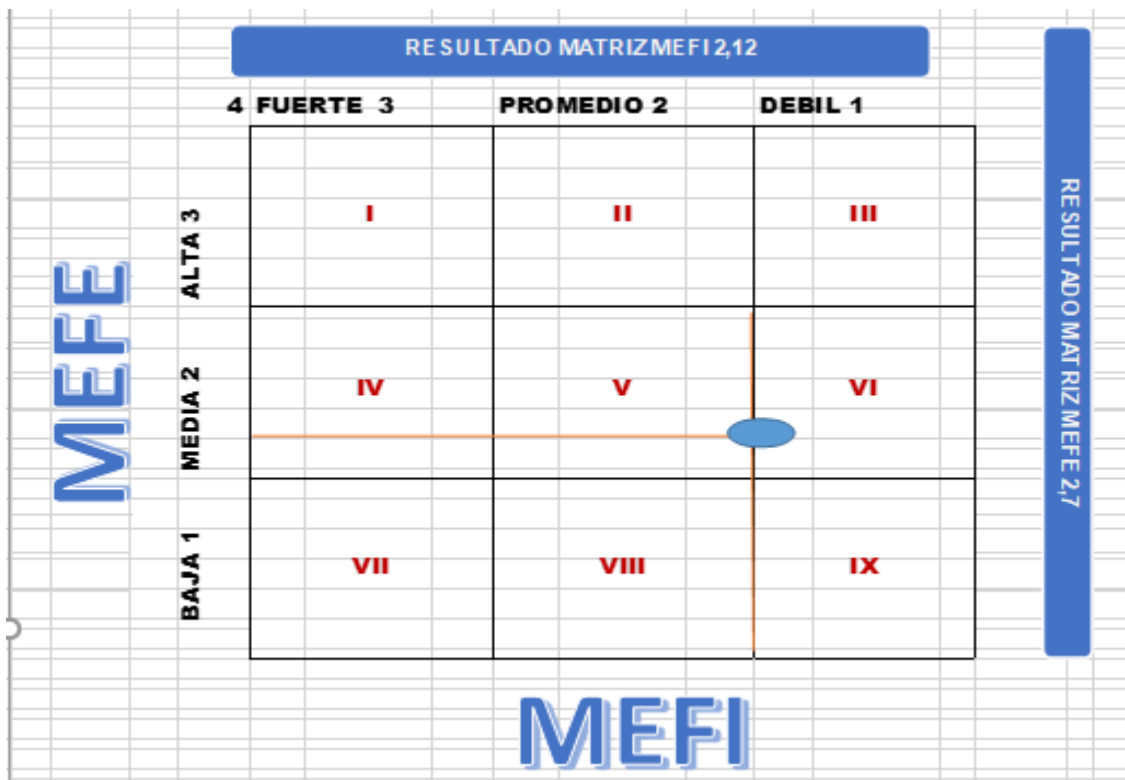 RESULTADO MATRIZ MEFI 2,12
4 FUERTE 3 PROMEDIO 2 DEBIL 1
ALTA 3
I II III
MEFE
MEDIA 2
IV V VI
BAJA 1
VII VIII IX
RESULTADO MATRIZ MEFE 2,7
MEFI